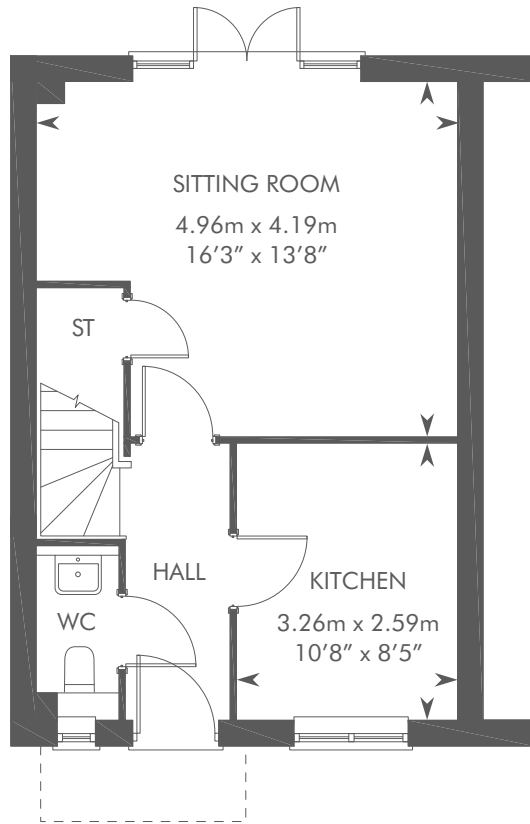 SITTING ROOM
4.96m x 4.19m
16’3” x 13’8”
ST
HALL
KITCHEN
3.26m x 2.59m
10’8” x 8’5”
WC